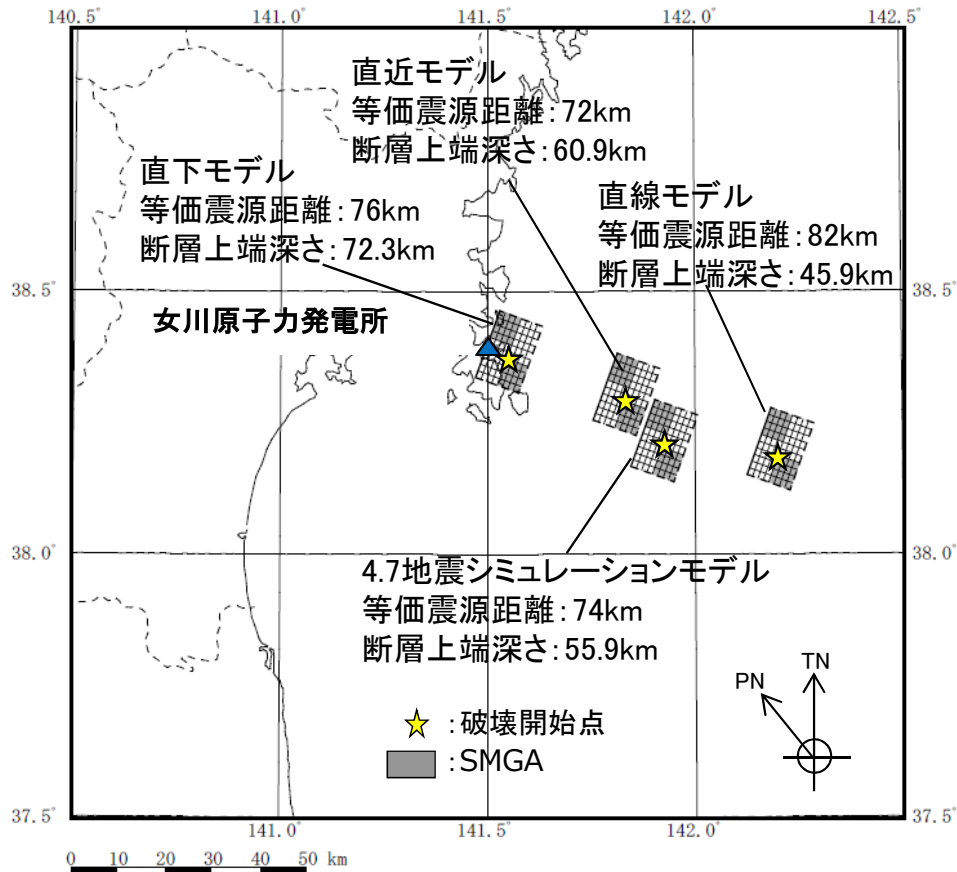 140.5°
141.0°
141.5°
142.0°
142.5°
直近モデル
等価震源距離：72km
断層上端深さ：60.9km
直下モデル
等価震源距離：76km
断層上端深さ：72.3km
直線モデル
等価震源距離：82km
断層上端深さ：45.9km
38.5°
38.5°
女川原子力発電所
38.0°
38.0°
4.7地震シミュレーションモデル
等価震源距離：74km
断層上端深さ：55.9km
PN
TN
：破壊開始点
：SMGA
37.5°
37.5°
141.0°
141.5°
142.0°
0 10 20 30 40 50 km